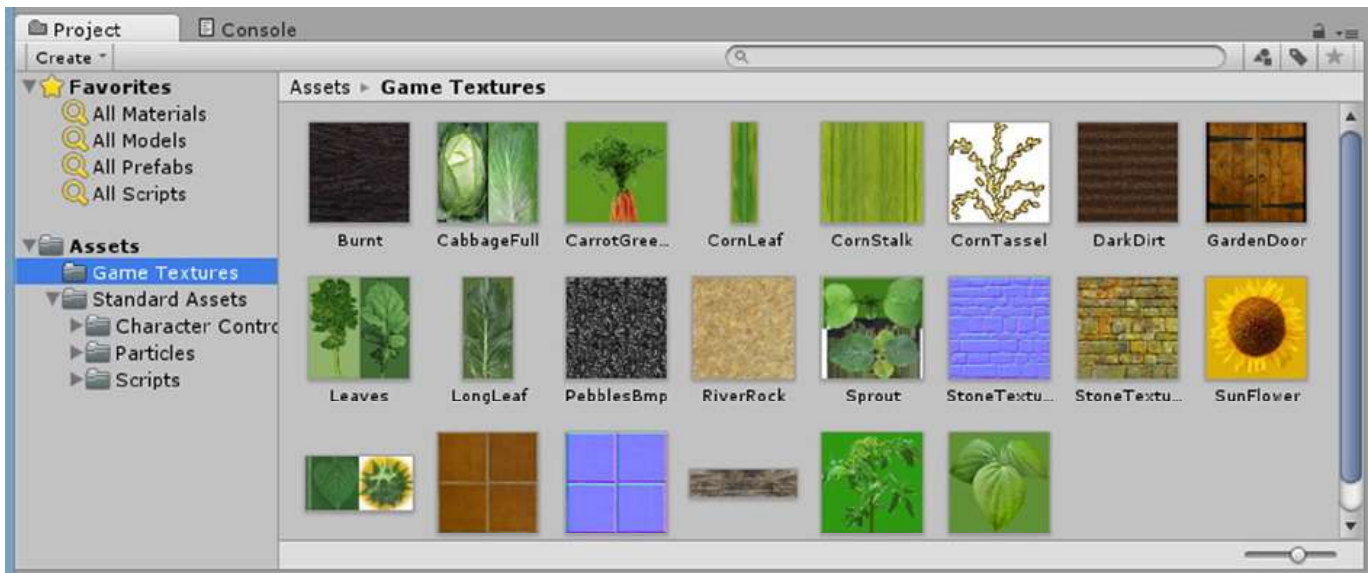 Project Console
Create
Favorites
All Materials
All Models
All Prefabs
All Scripts
Assets
Game Textures
Standard Assets
Character Contro
Particles
Scripts
Assets ▸ Game Textures
Burnt CabbageFull CarrotGree... CornLeaf CornStalk CornTassel DarkDirt GardenDoor
Leaves LongLeaf PebblesBmp RiverRock Sprout StoneTextu... StoneTextu... SunFlower